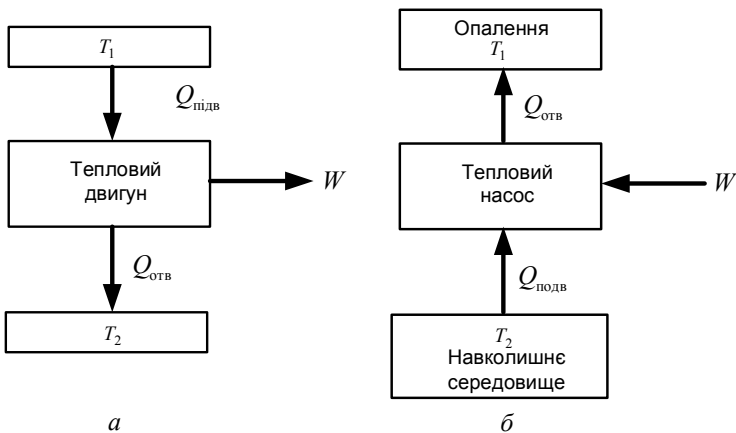 T₁
Qпідв
Тепловий
двигун
W
Qотв
T₂
а
Опалення
T₁
Qотв
Тепловий
насос
W
Qподв
T₂
Навколишнє
середовище
б